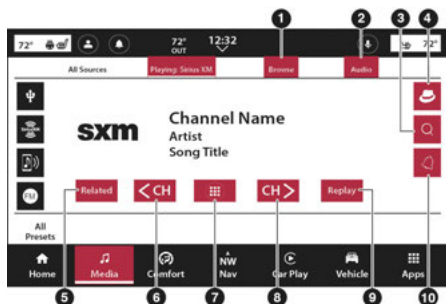 1
2
3
4
72°
72° OUT
12:32
72°
All Sources
Playing: Sirius XM
Browse
Audio
sxm
Channel Name
Artist
Song Title
FM
Related
<CH
CH>
Replay
All Presets
Home
Media
Comfort
NW
Nav
Car Play
Vehicle
Apps
5
6
7
8
9
10